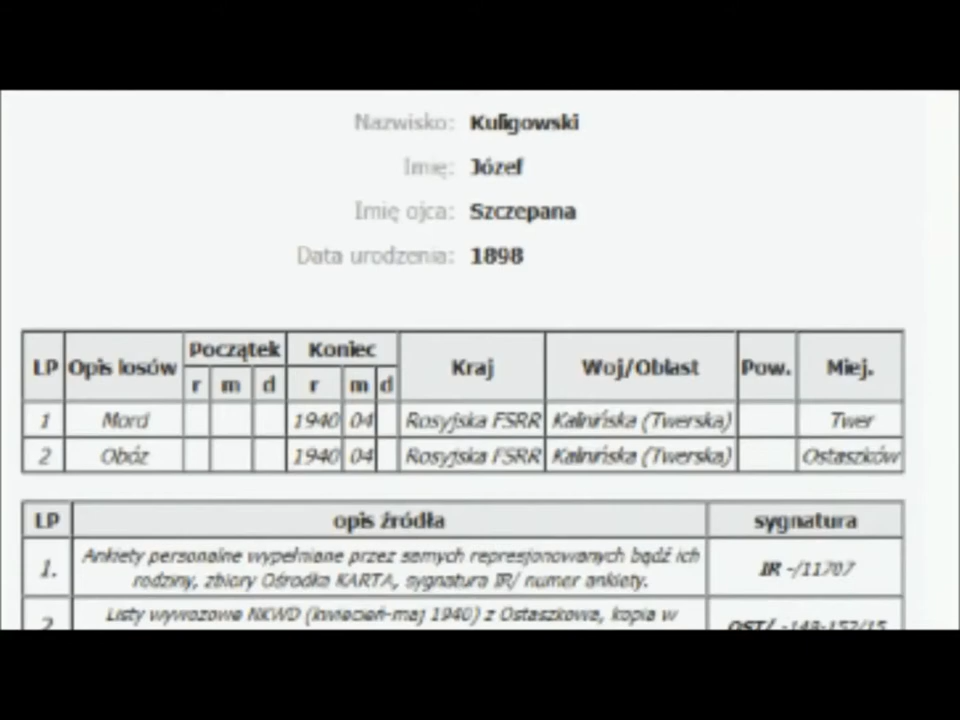 Nazwisko: Kuligowski
Imię: Józef
Imię ojca: Szczepana
Data urodzenia: 1898
LP Opis losów Początek Koniec Kraj Woj/Obłast Pow. Miej.
r m d r m d
1 Mord 1940 04 Rosyjska FSRR Kalinińska (Twerska) Twer
2 Obóz 1940 04 Rosyjska FSRR Kalinińska (Twerska) Ostaszków
LP opis źródła sygnatura
1. Ankiety personalne wypełniane przez samych represjonowanych bądź ich
rodziny, zbiory Ośrodka KARTA, sygnatura IR/ numer ankiety. IR -/11707
2. Listy wywozowe NKWD (kwiecień-maj 1940) z Ostaszkowa, kopia w
OST/